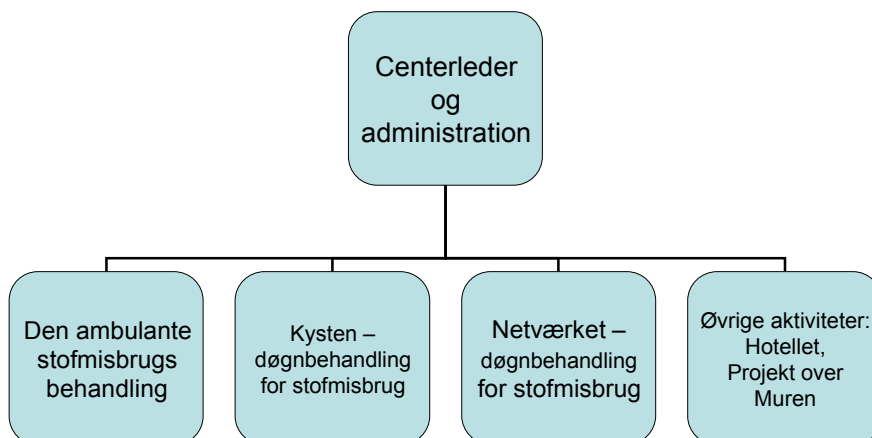 Centerleder
og
administration
Den ambulante
stofmisbrugs
behandling
Kysten –
døgnbehandling
for stofmisbrug
Netværket –
døgnbehandling
for stofmisbrug
Øvrige aktiviteter:
Hotellet,
Projekt over
Muren